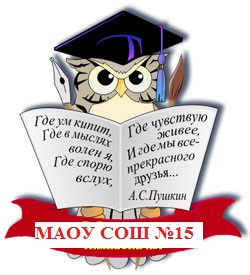 Где ум кипит,
Где в мыслях
волен я,
Где спорю
вслух,
Где чувствую
живее,
И где мы все-
прекрасного
друзья...
А.С.Пушкин
МАОУ СОШ №15